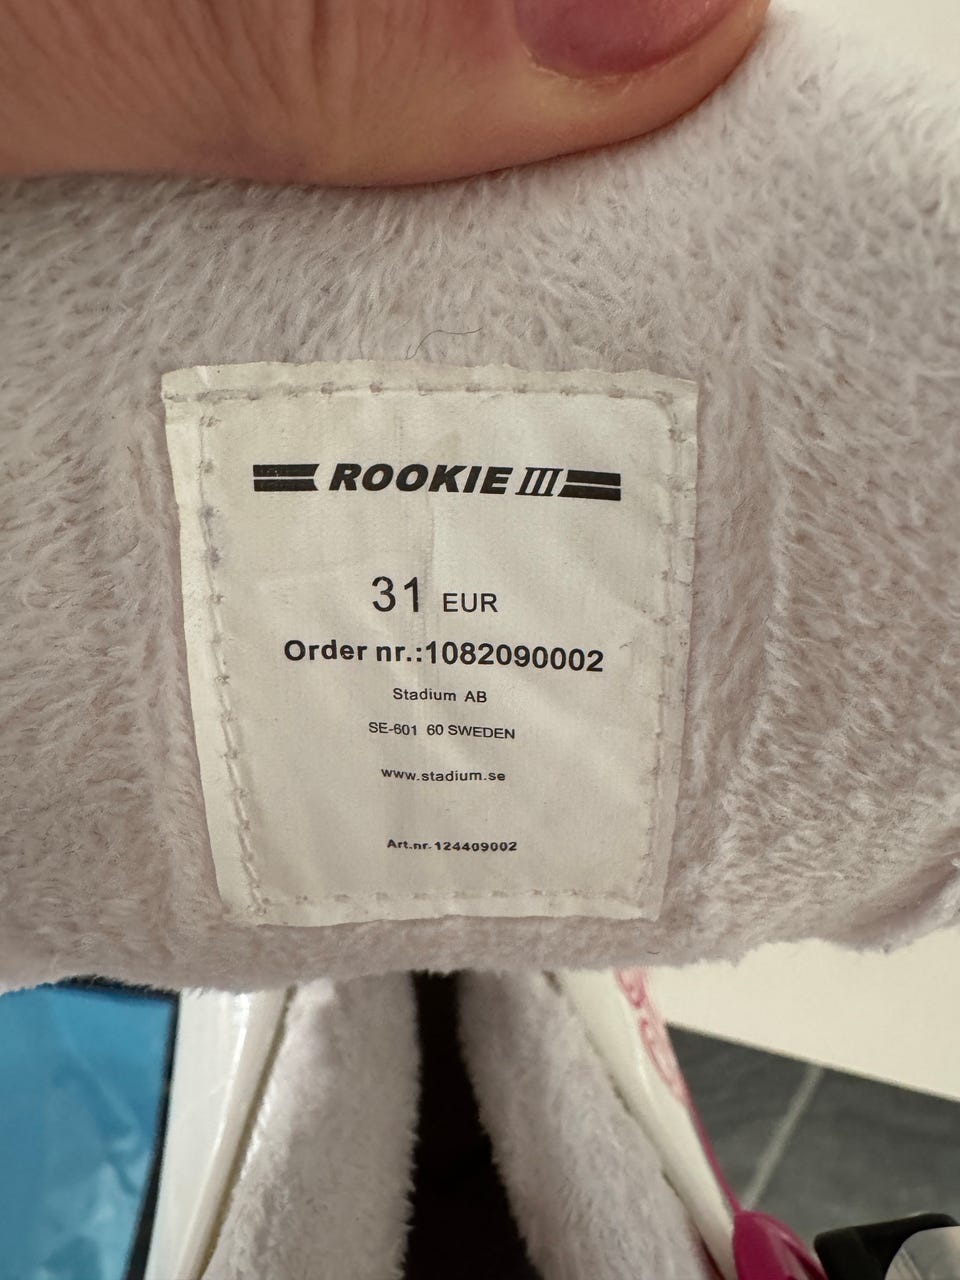 ROOKIE III
31 EUR
Order nr.:1082090002
Stadium AB
SE-601 60 SWEDEN
www.stadium.se
Art.nr. 124409002